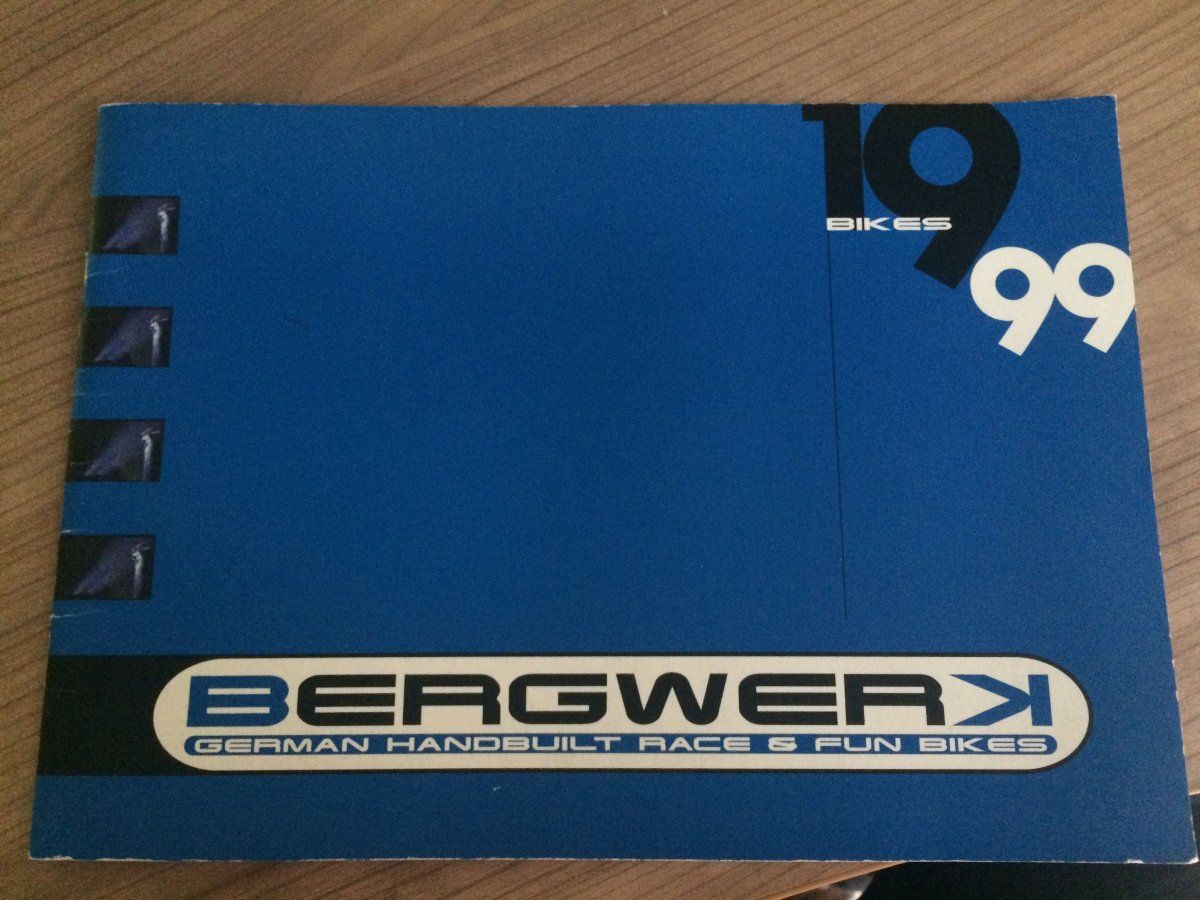 19
BIKES
99
BERGWERK
GERMAN HANDBUILT RACE & FUN BIKES